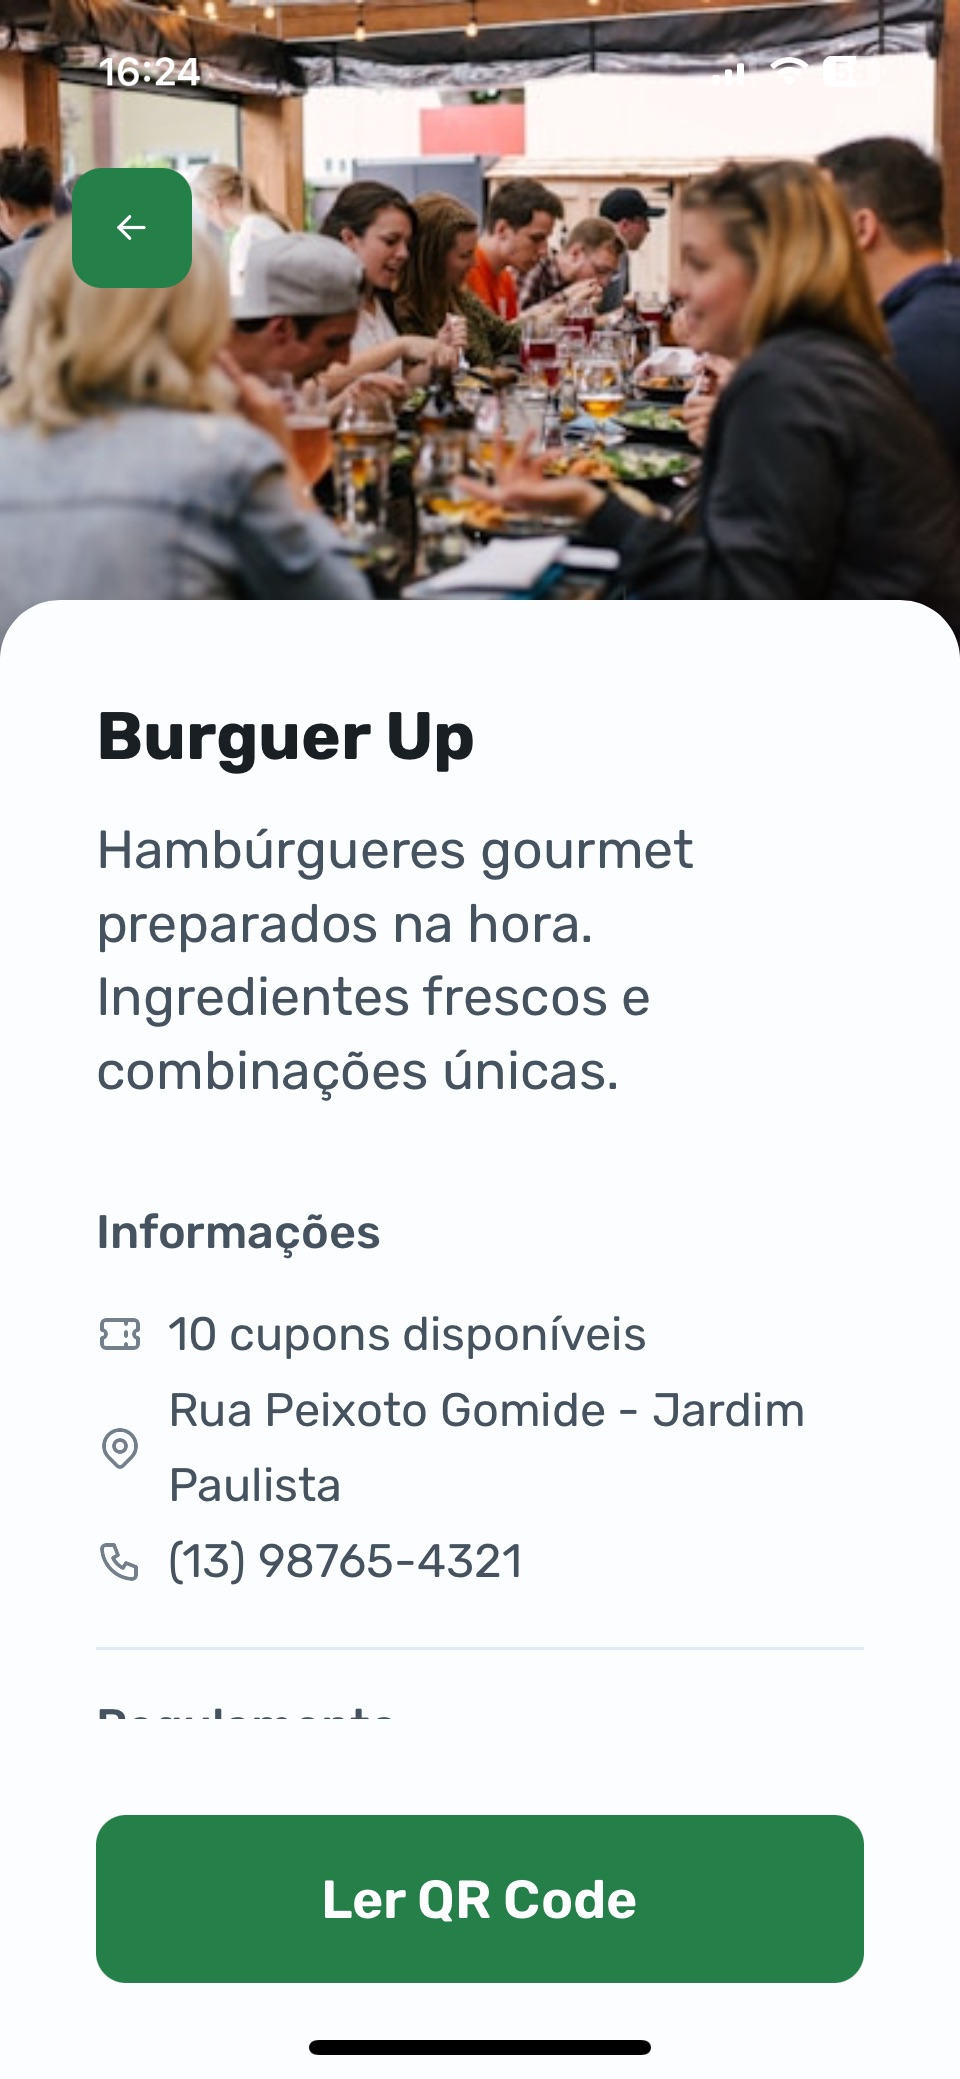 16:24
Burguer Up
Hambúrgueres gourmet
preparados na hora.
Ingredientes frescos e
combinações únicas.
Informações
10 cupons disponíveis
Rua Peixoto Gomide - Jardim
Paulista
(13) 98765-4321
Regulamento
Ler QR Code